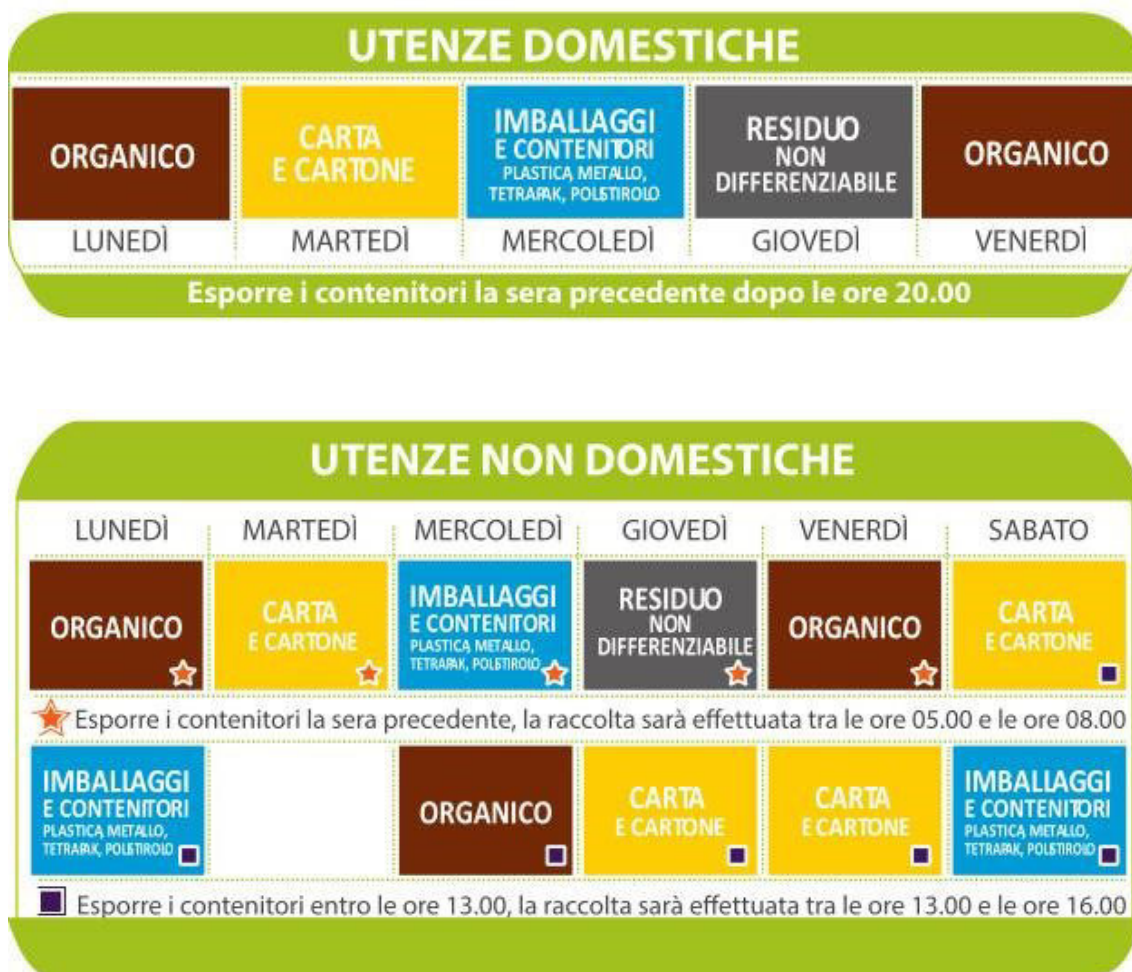 UTENZE DOMESTICHE
ORGANICO
CARTA
E CARTONE
IMBALLAGGI
E CONTENITORI
PLASTICA METALLO,
TETRAPAK, POLISTIROLO
RESIDUO
NON
DIFFERENZIABILE
ORGANICO
LUNEDÌ
MARTEDÌ
MERCOLEDÌ
GIOVEDÌ
VENERDÌ
Esporre i contenitori la sera precedente dopo le ore 20.00
UTENZE NON DOMESTICHE
LUNEDÌ
MARTEDÌ
MERCOLEDÌ
GIOVEDÌ
VENERDÌ
SABATO
ORGANICO
CARTA
E CARTONE
IMBALLAGGI
E CONTENITORI
PLASTICA METALLO,
TETRAPAK, POLISTIROLO
RESIDUO
NON
DIFFERENZIABILE
ORGANICO
CARTA
E CARTONE
Esporre i contenitori la sera precedente, la raccolta sarà effettuata tra le ore 05.00 e le ore 08.00
IMBALLAGGI
E CONTENITORI
PLASTICA METALLO,
TETRAPAK, POLISTIROLO
ORGANICO
CARTA
E CARTONE
CARTA
E CARTONE
IMBALLAGGI
E CONTENITORI
PLASTICA METALLO,
TETRAPAK, POLISTIROLO
Esporre i contenitori entro le ore 13.00, la raccolta sarà effettuata tra le ore 13.00 e le ore 16.00